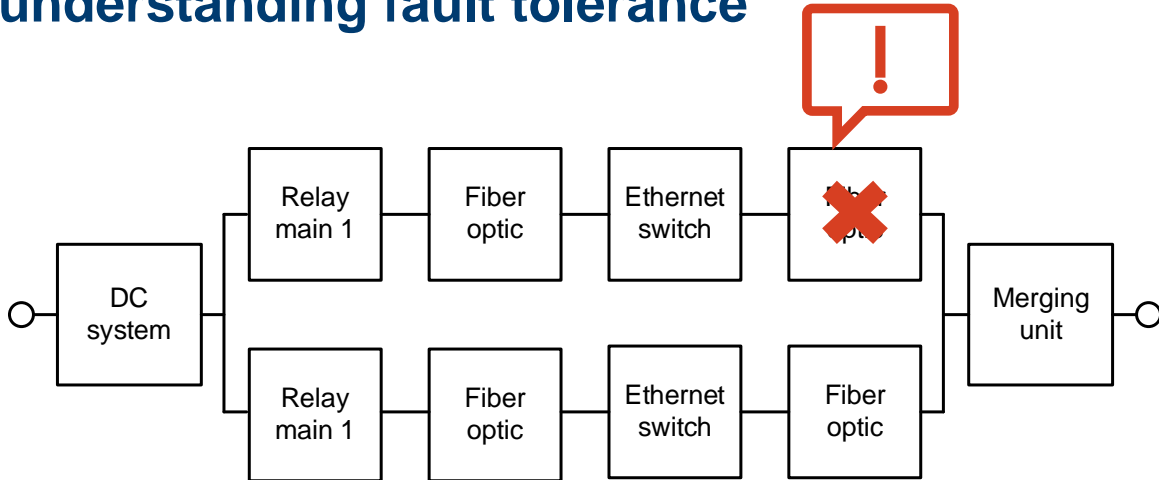 understanding fault tolerance
!
Relay
main 1
Fiber
optic
Ethernet
switch
DC
system
Merging
unit
Relay
main 1
Fiber
optic
Ethernet
switch
Fiber
optic